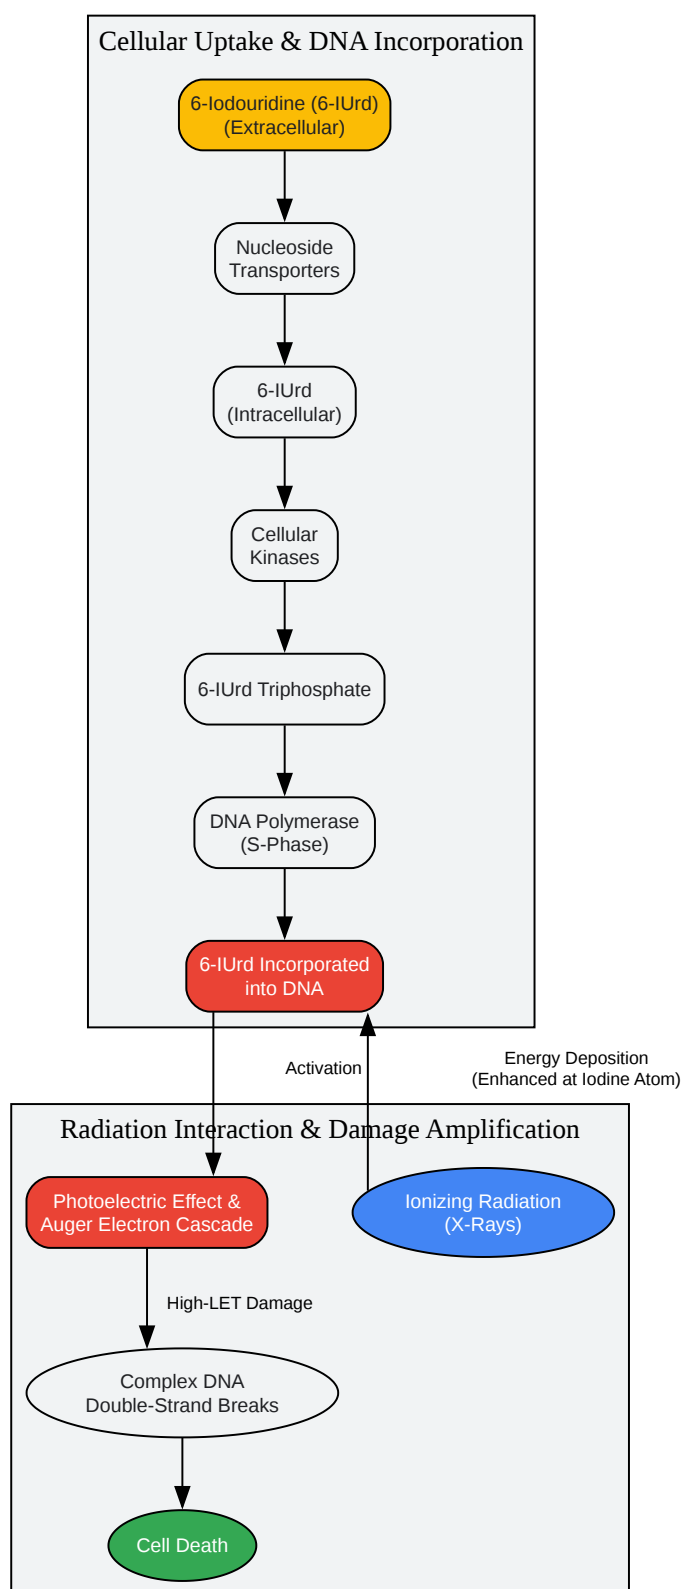 Cellular Uptake & DNA Incorporation
6-Iodouridine (6-IUrd)
(Extracellular)
Nucleoside
Transporters
6-IUrd
(Intracellular)
Cellular
Kinases
6-IUrd Triphosphate
DNA Polymerase
(S-Phase)
6-IUrd Incorporated
into DNA
Activation
Energy Deposition
(Enhanced at Iodine Atom)
Radiation Interaction & Damage Amplification
Photoelectric Effect &
Auger Electron Cascade
Ionizing Radiation
(X-Rays)
High-LET Damage
Complex DNA
Double-Strand Breaks
Cell Death